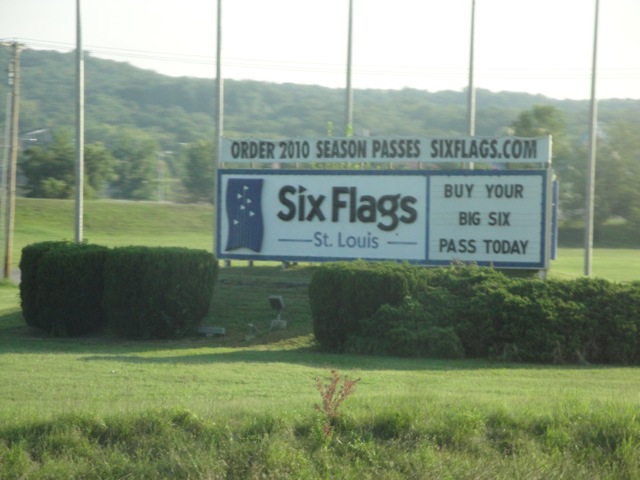 ORDER 2010 SEASON PASSES SIXFLAGS.COM
Six Flags
St. Louis
BUY YOUR
BIG SIX
PASS TODAY